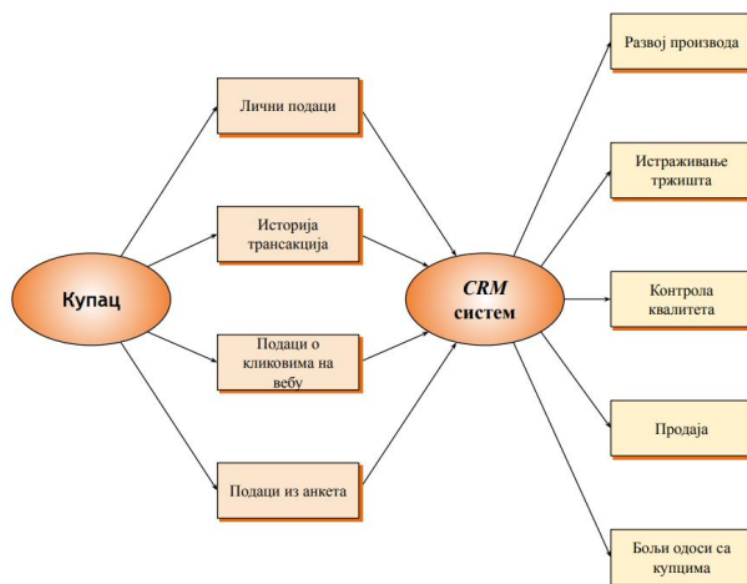 Купац
Лични подаци
Историја
трансакција
Подаци о
кликовима на
вебу
Подаци из анкета
CRM
систем
Развој производа
Истраживање
тржишта
Контрола
квалитета
Продаја
Бољи одоси са
купцима